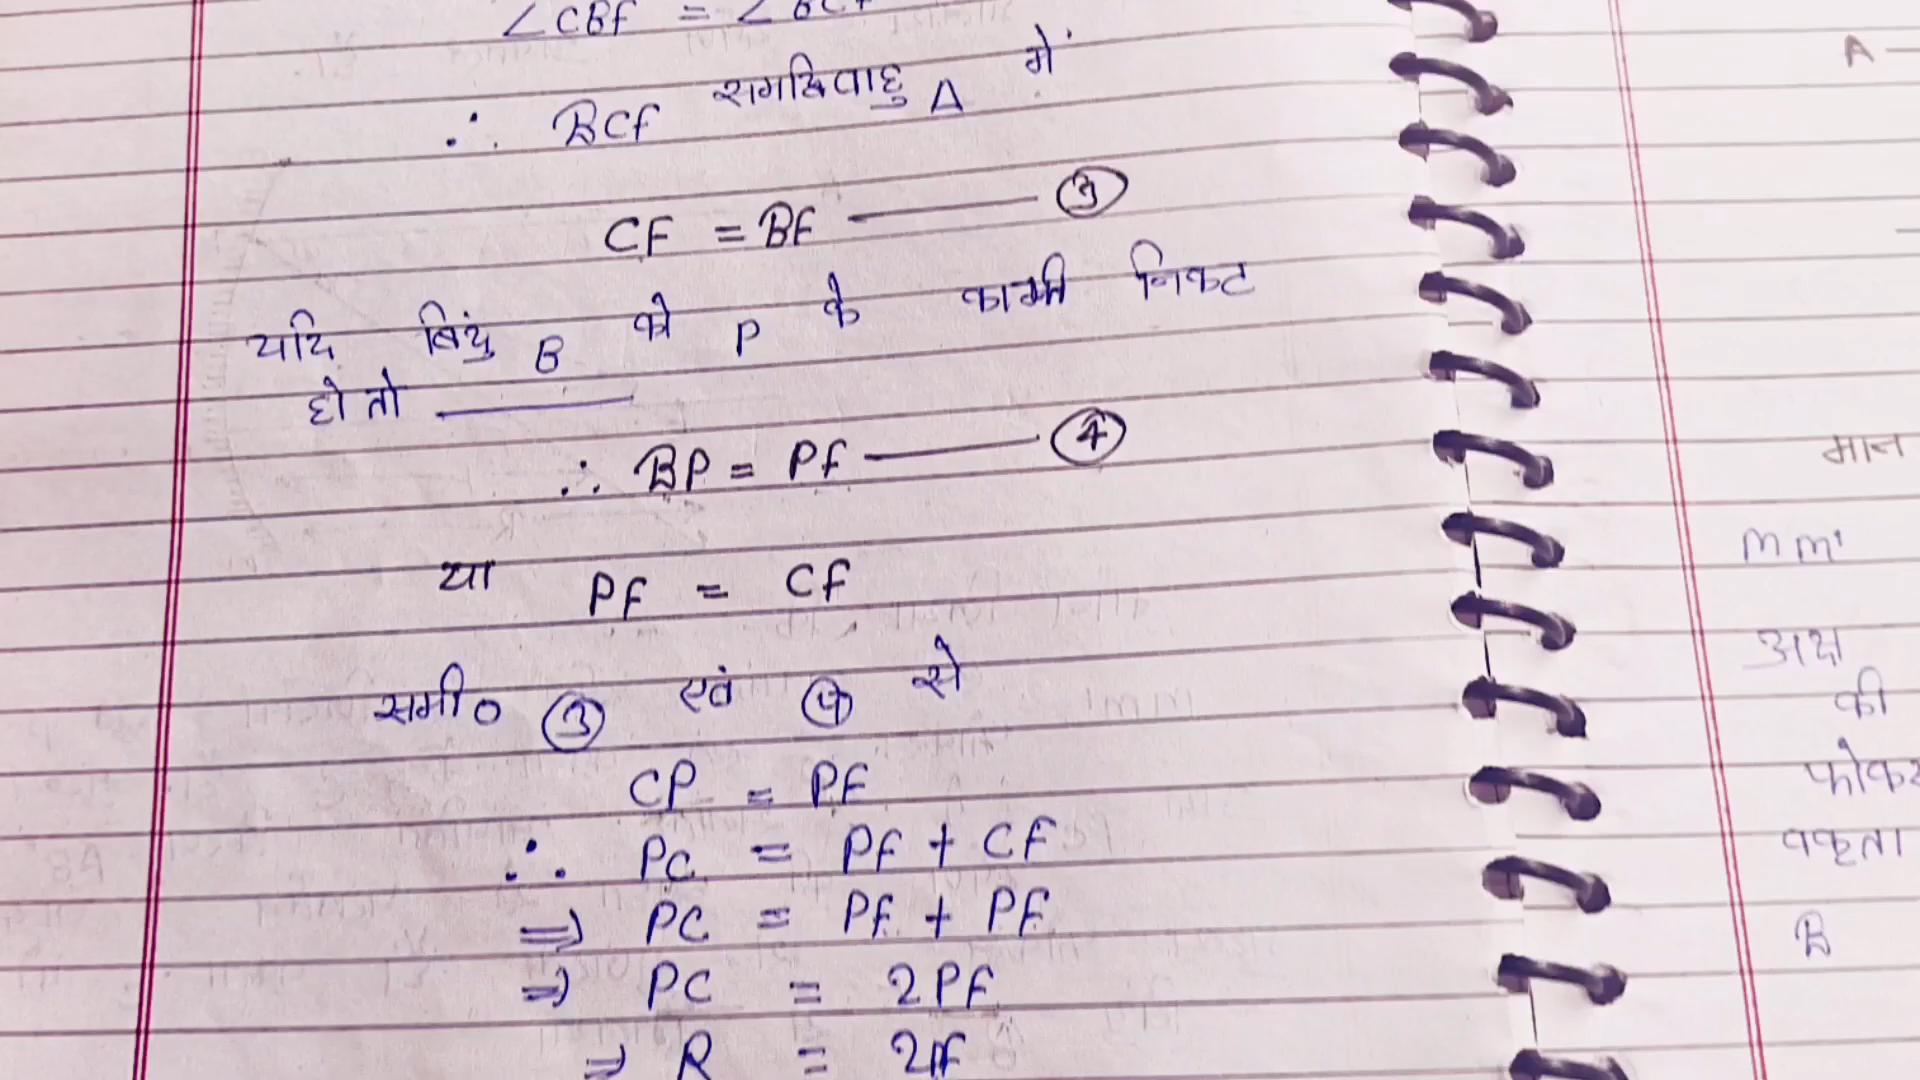 ∠CBF = ∠BCF
∴ BCF समद्विबाहु Δ में
CF = BF ——— ③
यदि बिंदु B को P के काफी निकट
हो तो ———
∴ BP = PF ——— ④
या PF = CF
समी० ③ एवं ④ से
CP = PF
∴ PC = PF + CF
⇒ PC = PF + PF
⇒ PC = 2PF
⇒ R = 2f
A —
मान
MM'
अक्ष
की
वक्रता
B